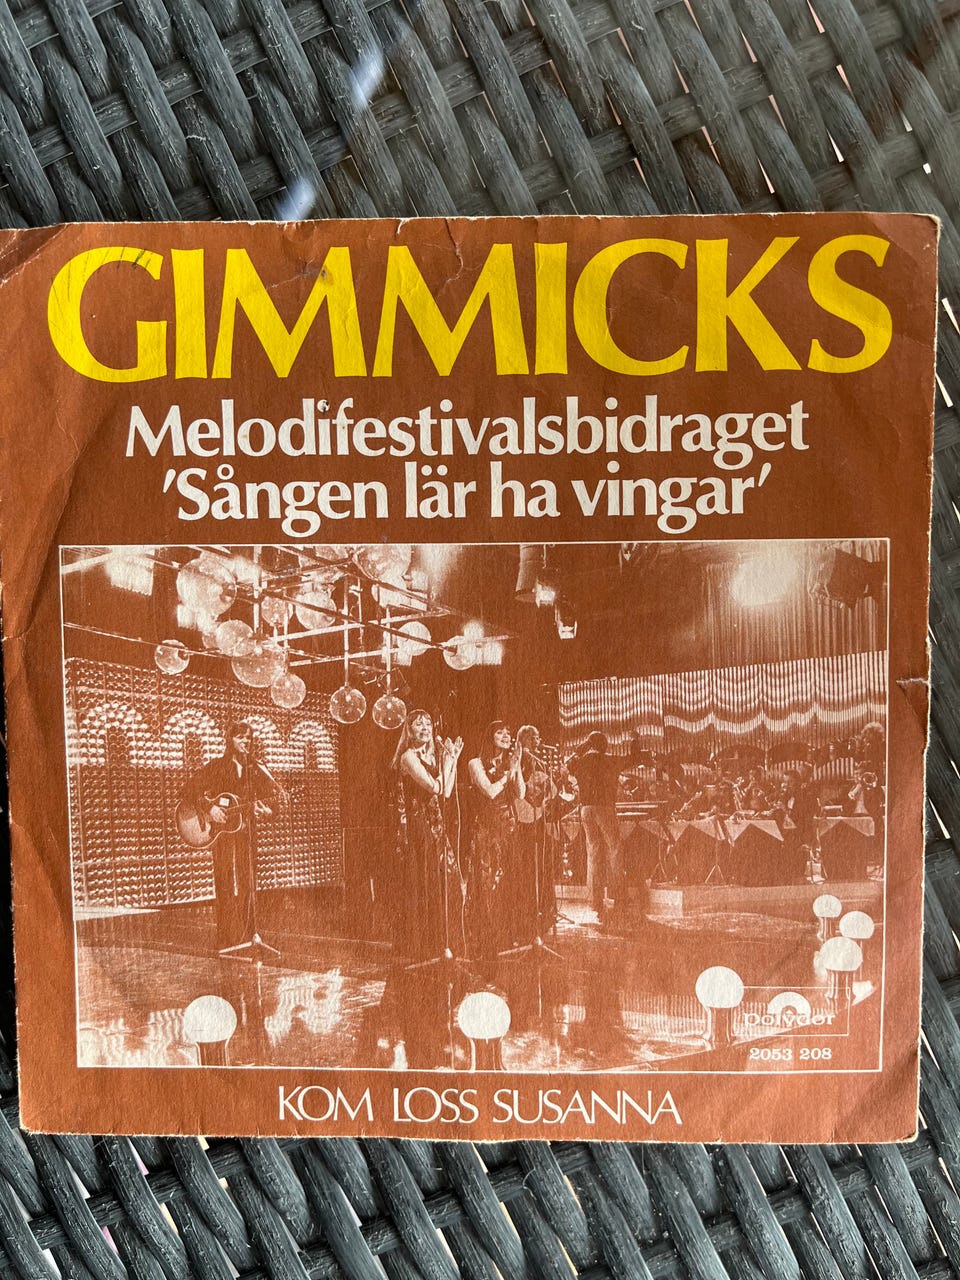 GIMMICKS
Melodifestivalsbidraget
'Sången lär ha vingar'
polydor
2053 208
KOM LOSS SUSANNA